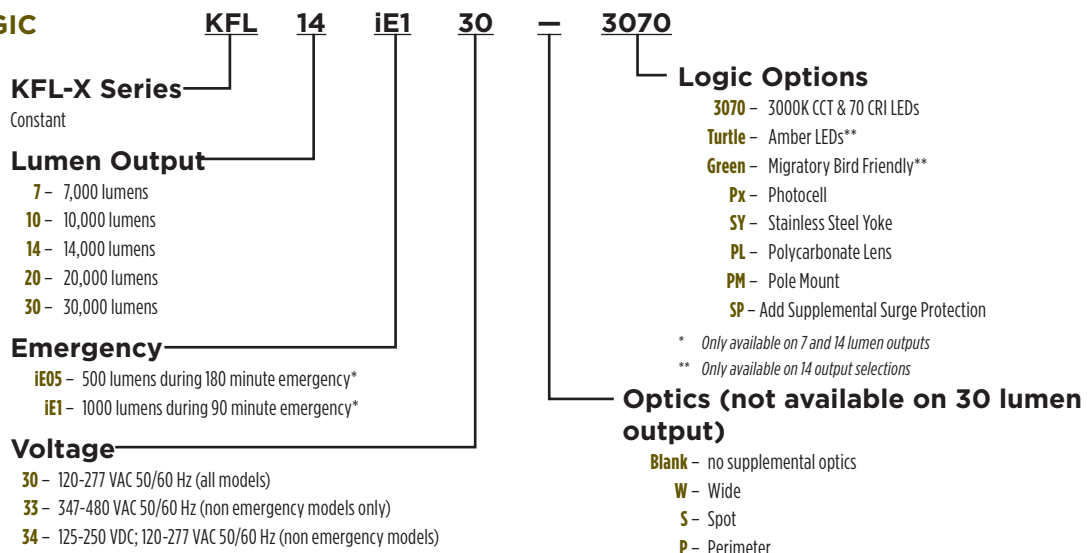 GIC
KFL 14 iE1 30 — 3070
KFL-X Series
Constant
Lumen Output
7 – 7,000 lumens
10 – 10,000 lumens
14 – 14,000 lumens
20 – 20,000 lumens
30 – 30,000 lumens
Emergency
iE05 – 500 lumens during 180 minute emergency*
iE1 – 1000 lumens during 90 minute emergency*
Voltage
30 – 120-277 VAC 50/60 Hz (all models)
33 – 347-480 VAC 50/60 Hz (non emergency models only)
34 – 125-250 VDC; 120-277 VAC 50/60 Hz (non emergency models)
Logic Options
3070 – 3000K CCT & 70 CRI LEDs
Turtle – Amber LEDs**
Green – Migratory Bird Friendly**
Px – Photocell
SY – Stainless Steel Yoke
PL – Polycarbonate Lens
PM – Pole Mount
SP – Add Supplemental Surge Protection
* Only available on 7 and 14 lumen outputs
** Only available on 14 output selections
Optics (not available on 30 lumen
output)
Blank – no supplemental optics
W – Wide
S – Spot
P – Perimeter